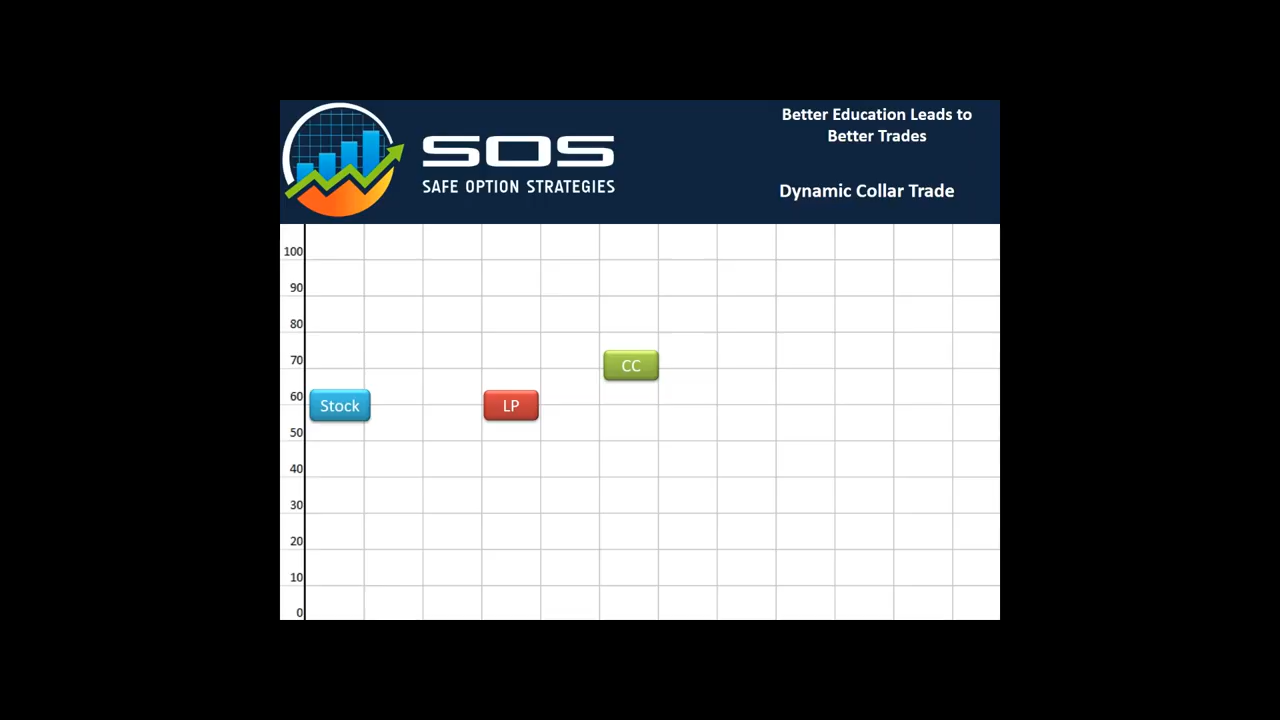 Better Education Leads to
Better Trades
SOS
SAFE OPTION STRATEGIES
Dynamic Collar Trade
100
90
80
70
60
50
40
30
20
10
0
CC
Stock
LP